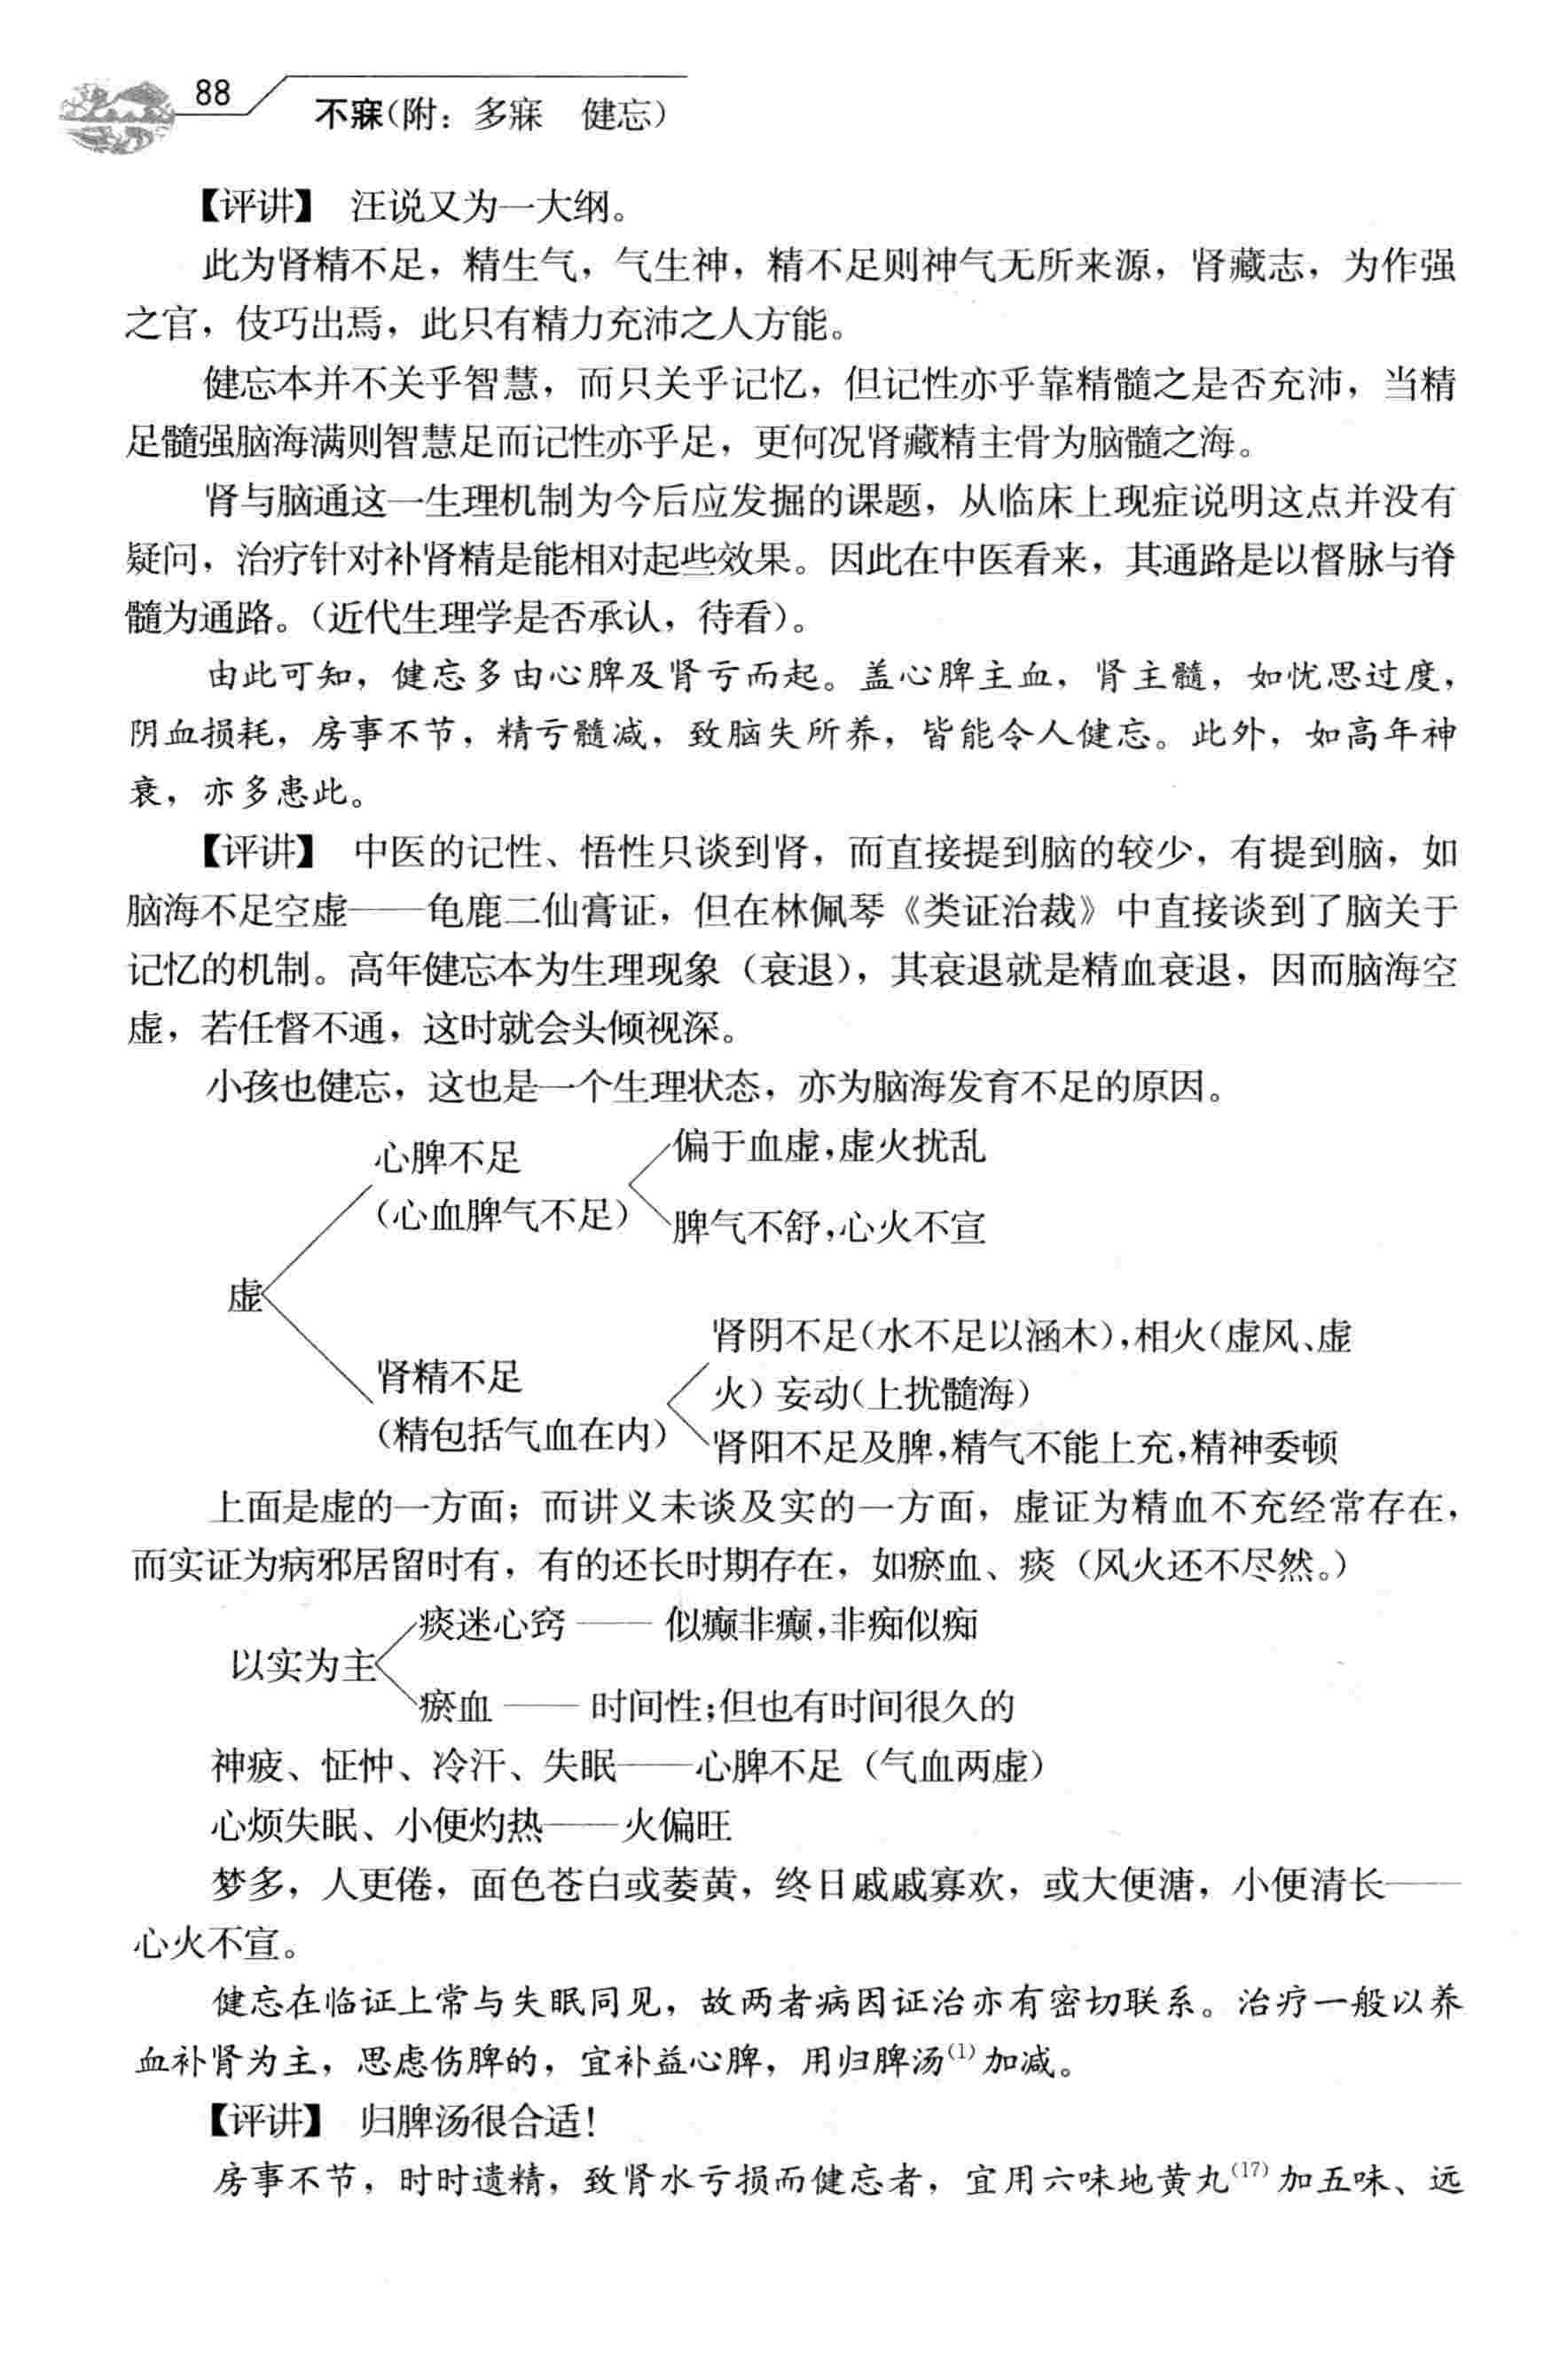 88
不寐(附：多寐　健忘)
【评讲】　汪说又为一大纲。
此为肾精不足，精生气，气生神，精不足则神气无所来源，肾藏志，为作强
之官，伎巧出焉，此只有精力充沛之人方能。
健忘本并不关乎智慧，而只关乎记忆，但记性亦乎靠精髓之是否充沛，当精
足髓强脑海满则智慧足而记性亦乎足，更何况肾藏精主骨为脑髓之海。
肾与脑通这一生理机制为今后应发掘的课题，从临床上现症说明这点并没有
疑问，治疗针对补肾精是能相对起些效果。因此在中医看来，其通路是以督脉与脊
髓为通路。（近代生理学是否承认，待看）。
由此可知，健忘多由心脾及肾亏而起。盖心脾主血，肾主髓，如忧思过度，
阴血损耗，房事不节，精亏髓减，致脑失所养，皆能令人健忘。此外，如高年神
衰，亦多患此。
【评讲】　中医的记性、悟性只谈到肾，而直接提到脑的较少，有提到脑，如
脑海不足空虚——龟鹿二仙膏证，但在林佩琴《类证治裁》中直接谈到了脑关于
记忆的机制。高年健忘本为生理现象（衰退），其衰退就是精血衰退，因而脑海空
虚，若任督不通，这时就会头倾视深。
小孩也健忘，这也是一个生理状态，亦为脑海发育不足的原因。
心脾不足
（心血脾气不足）
偏于血虚，虚火扰乱
脾气不舒，心火不宣
虚
肾精不足
（精包括气血在内）
肾阴不足（水不足以涵木），相火（虚风、虚
火）妄动（上扰髓海）
肾阳不足及脾，精气不能上充，精神委顿
上面是虚的一方面；而讲义未谈及实的一方面，虚证为精血不充经常存在，
而实证为病邪居留时有，有的还长时期存在，如瘀血、痰（风火还不尽然。）
以实为主
痰迷心窍 —— 似癫非癫，非痴似痴
瘀血 —— 时间性；但也有时间很久的
神疲、怔忡、冷汗、失眠——心脾不足（气血两虚）
心烦失眠、小便灼热——火偏旺
梦多，人更倦，面色苍白或萎黄，终日戚戚寡欢，或大便溏，小便清长——
心火不宣。
健忘在临证上常与失眠同见，故两者病因证治亦有密切联系。治疗一般以养
血补肾为主，思虑伤脾的，宜补益心脾，用归脾汤⁽¹⁾加减。
【评讲】　归脾汤很合适！
房事不节，时时遗精，致肾水亏损而健忘者，宜用六味地黄丸⁽¹⁷⁾加五味、远